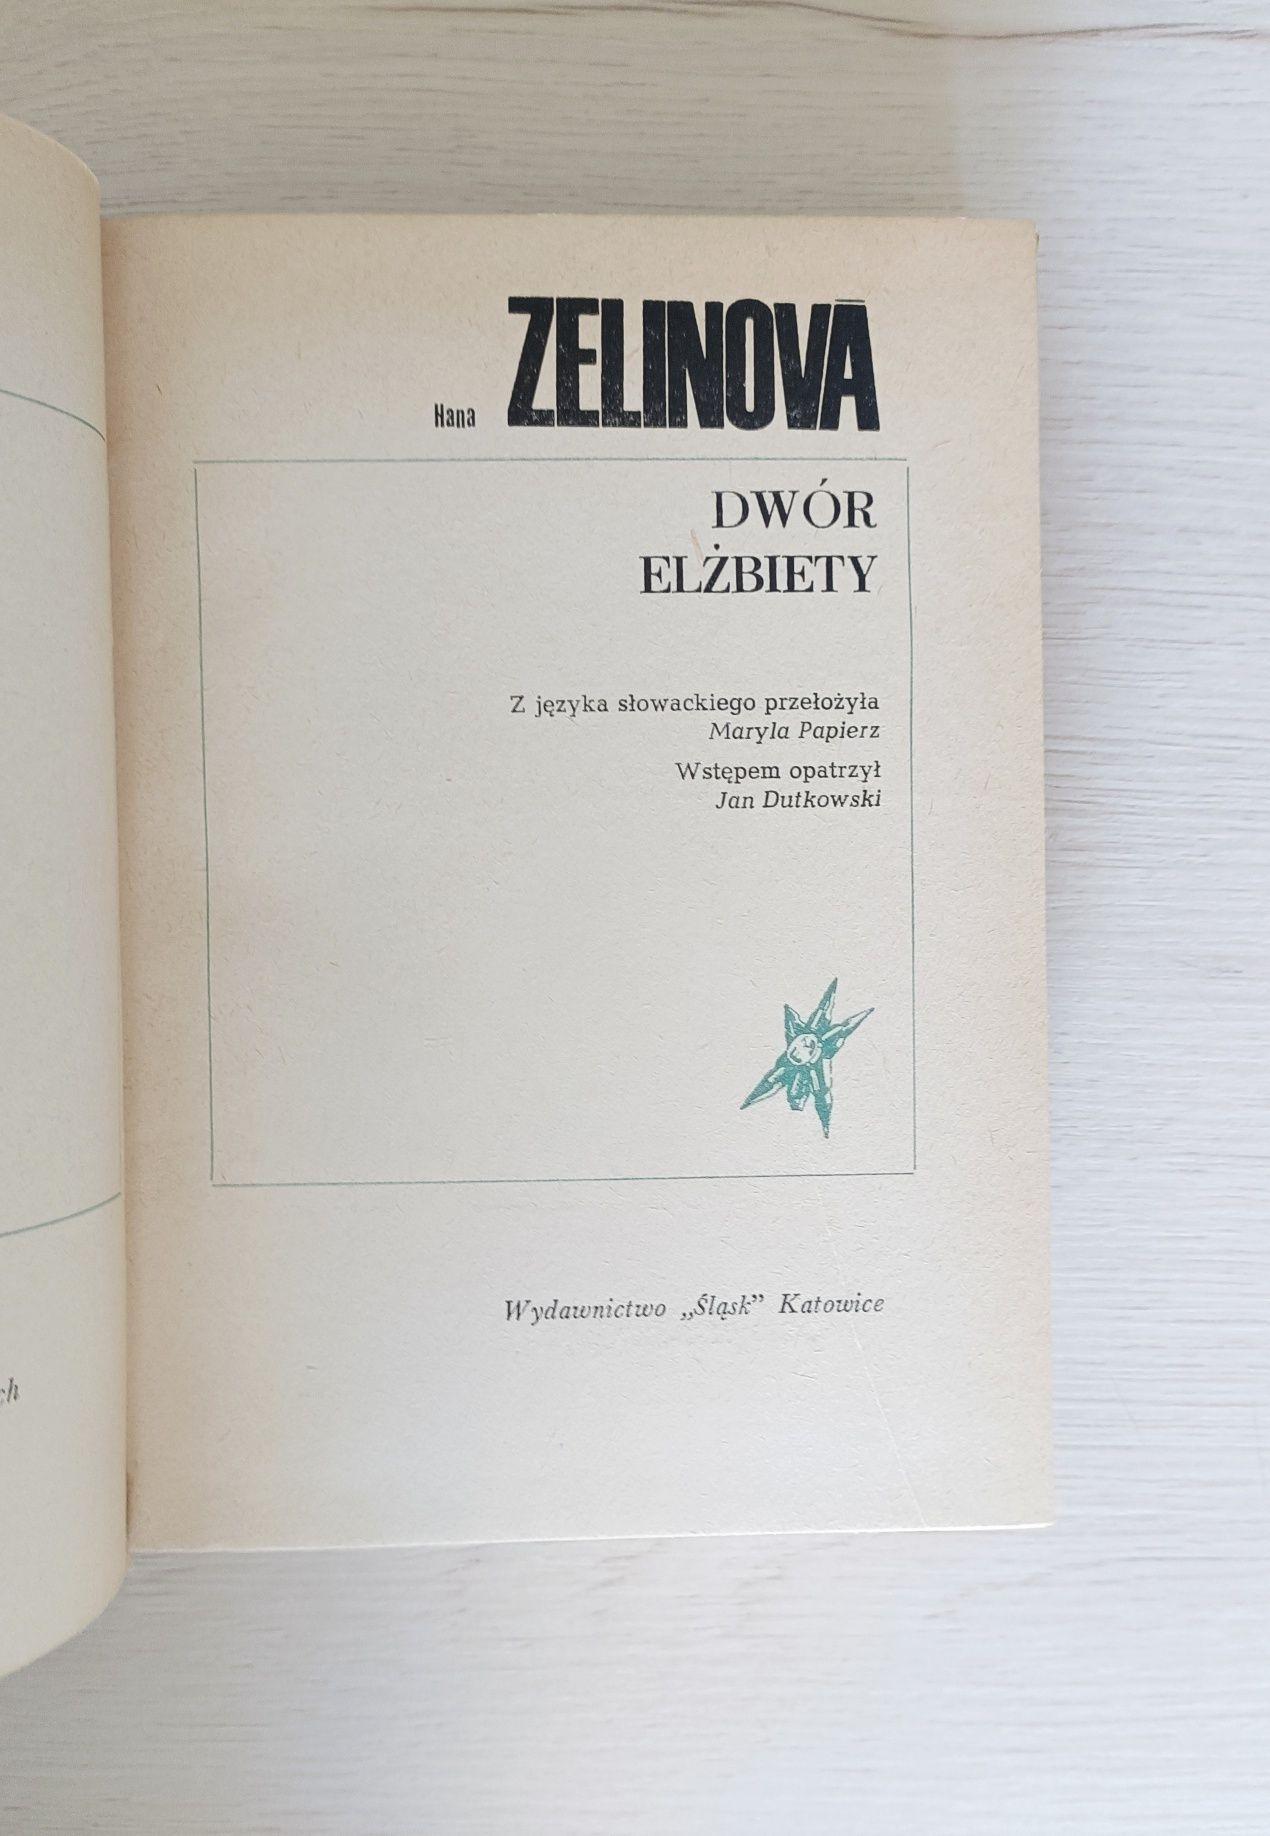 Hana ZELINOVÁ
DWÓR
ELŻBIETY
Z języka słowackiego przełożyła
Maryla Papierz
Wstępem opatrzył
Jan Dutkowski
Wydawnictwo „Śląsk” Katowice